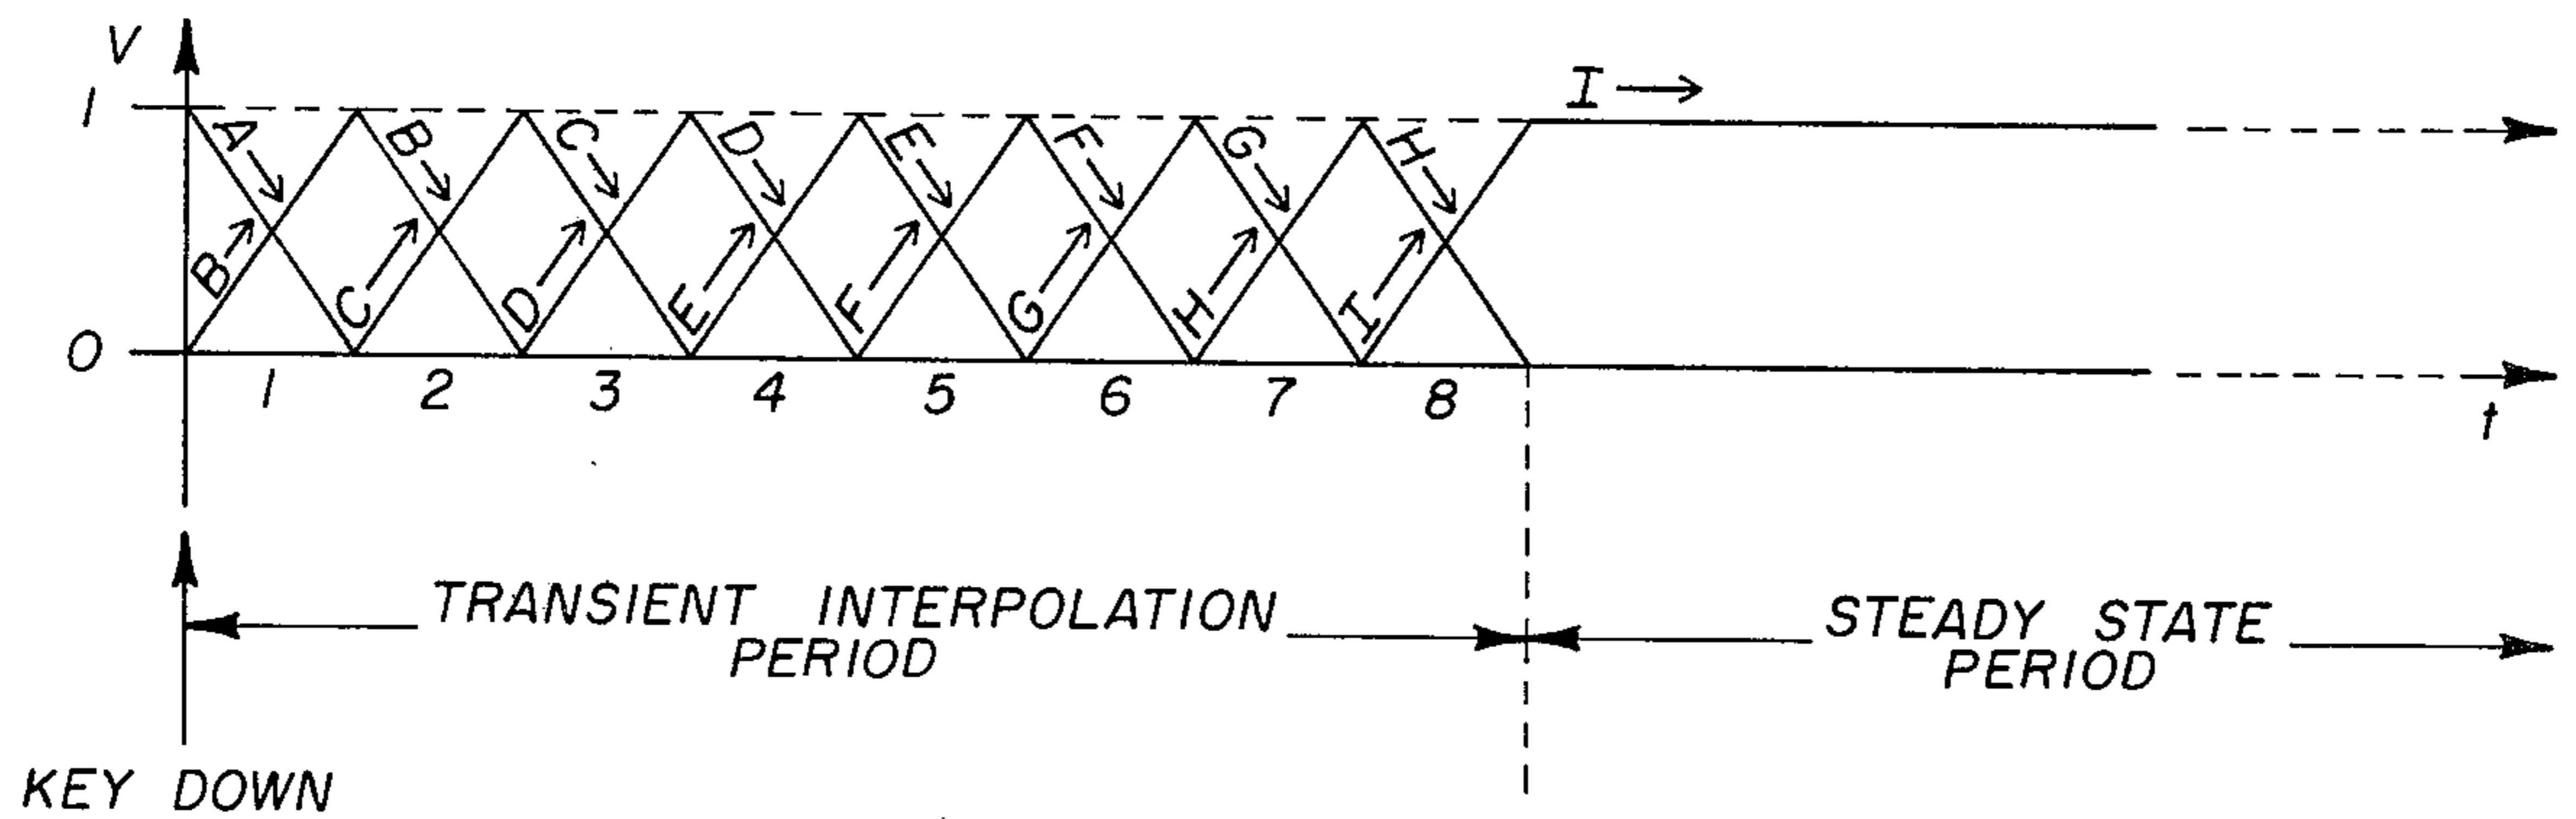 V
1
I →
A B C D E F G H
B C D E F G H I
0
1 2 3 4 5 6 7 8
t
TRANSIENT INTERPOLATION
PERIOD
STEADY STATE
PERIOD
KEY DOWN